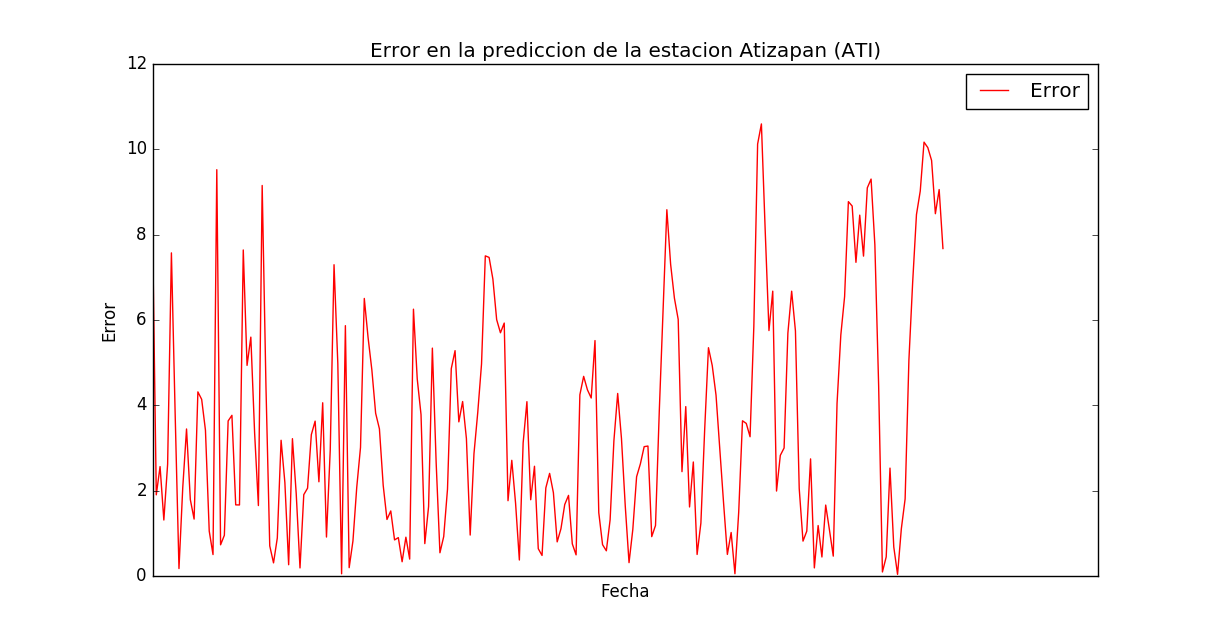 Error en la prediccion de la estacion Atizapan (ATI)
12
Error
10
8
6
Error
4
2
0
Fecha